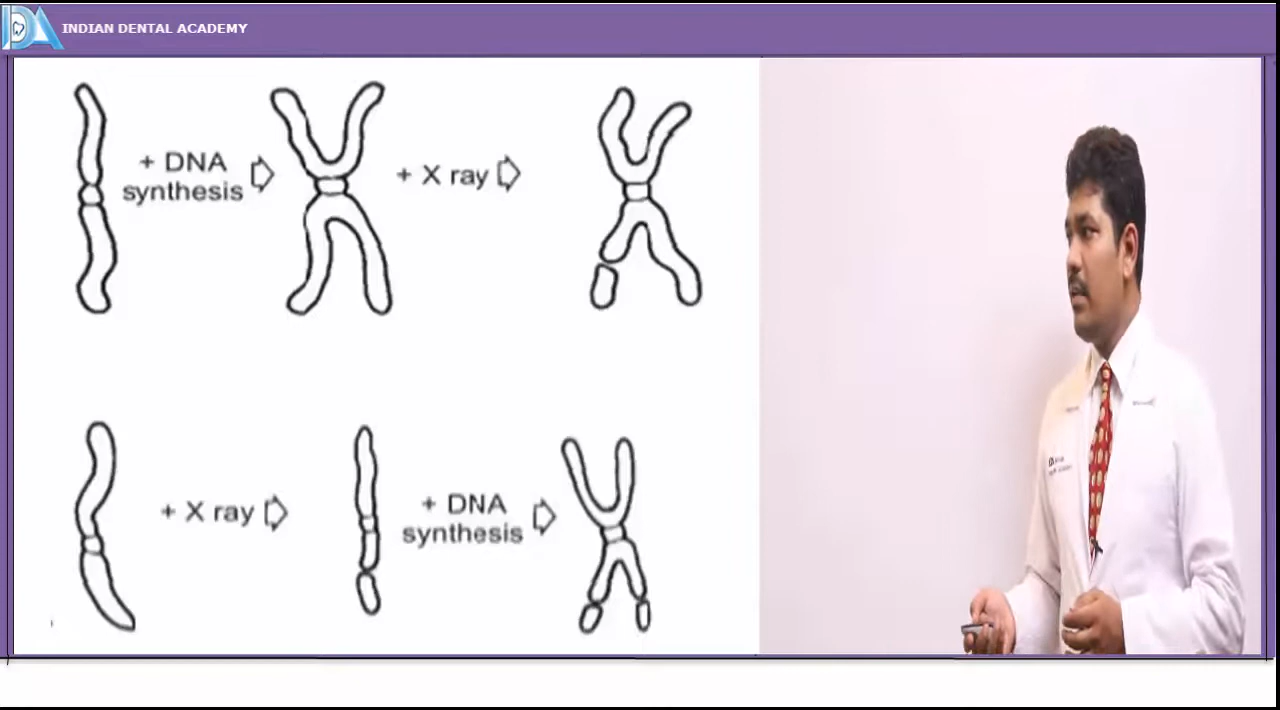 INDIAN DENTAL ACADEMY
+ DNA
synthesis
+ X ray
+ X ray
+ DNA
synthesis